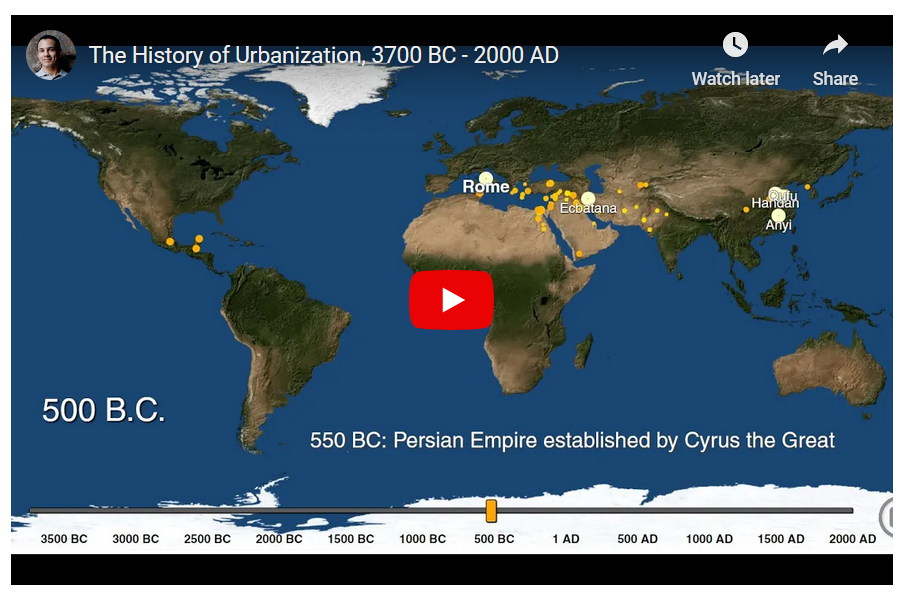 The History of Urbanization, 3700 BC - 2000 AD
Watch later
Share
Rome
Ecbatana
Qufu
Handan
Anyi
500 B.C.
550 BC: Persian Empire established by Cyrus the Great
3500 BC 3000 BC 2500 BC 2000 BC 1500 BC 1000 BC 500 BC 1 AD 500 AD 1000 AD 1500 AD 2000 AD